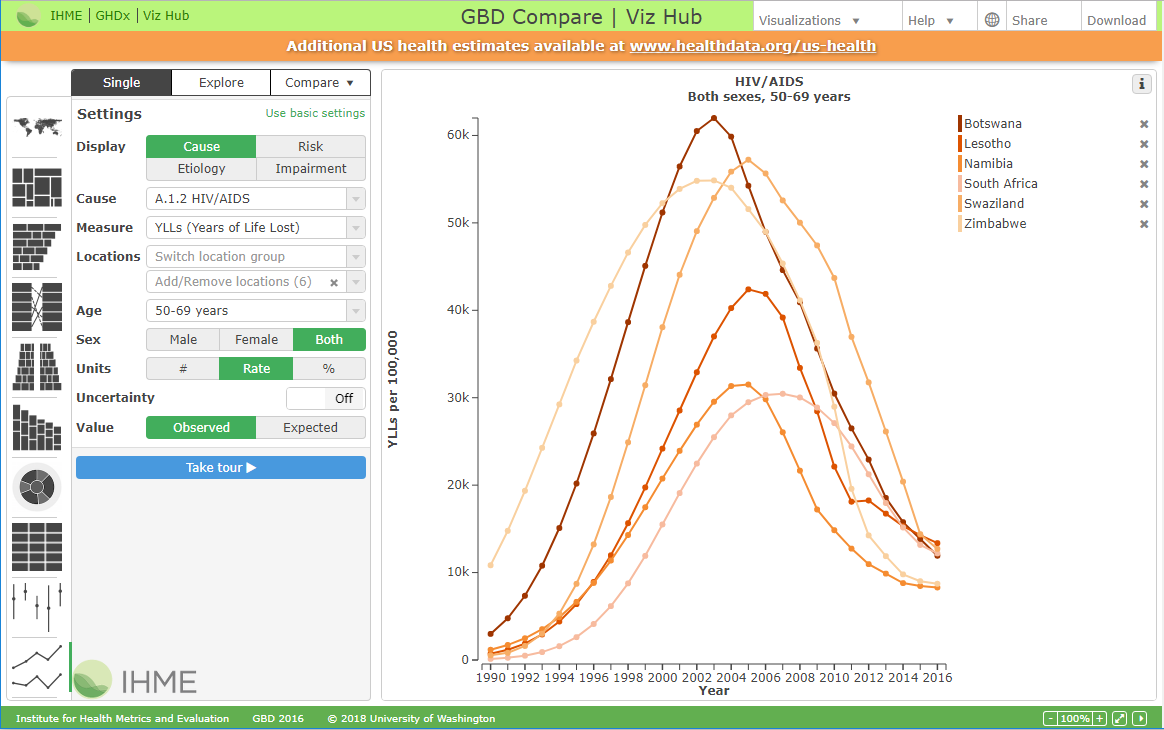 IHME | GHDx | Viz Hub
GBD Compare | Viz Hub
Visualizations ▼
Help ▼
Share
Download
Additional US health estimates available at www.healthdata.org/us-health
Single
Explore
Compare ▼
Settings
Use basic settings
Display
Cause
Risk
Etiology
Impairment
Cause
A.1.2 HIV/AIDS
Measure
YLLs (Years of Life Lost)
Locations
Switch location group
Add/Remove locations (6)
Age
50-69 years
Sex
Male
Female
Both
Units
#
Rate
%
Uncertainty
Off
Value
Observed
Expected
Take tour ▶
IHME
HIV/AIDS
Both sexes, 50-69 years
i
Botswana
Lesotho
Namibia
South Africa
Swaziland
Zimbabwe
YLLs per 100,000
60k
50k
40k
30k
20k
10k
0
1990 1992 1994 1996 1998 2000 2002 2004 2006 2008 2010 2012 2014 2016
Year
Institute for Health Metrics and Evaluation
GBD 2016
© 2018 University of Washington
- 100% +